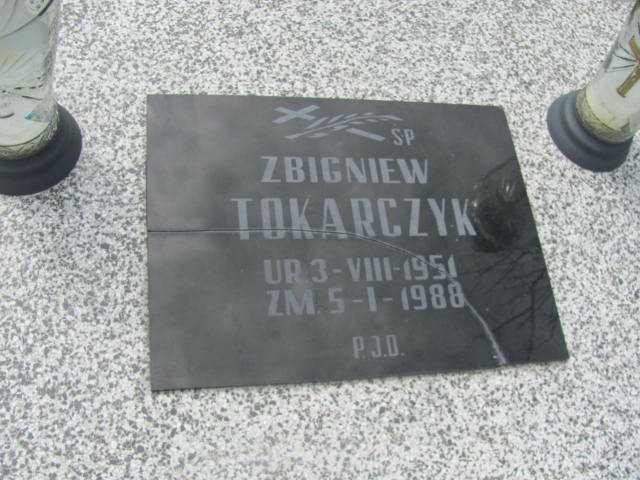 ŚP
ZBIGNIEW
TOKARCZYK
UR. 3-VIII-1951
ZM. 5-I-1988
P.J.D.